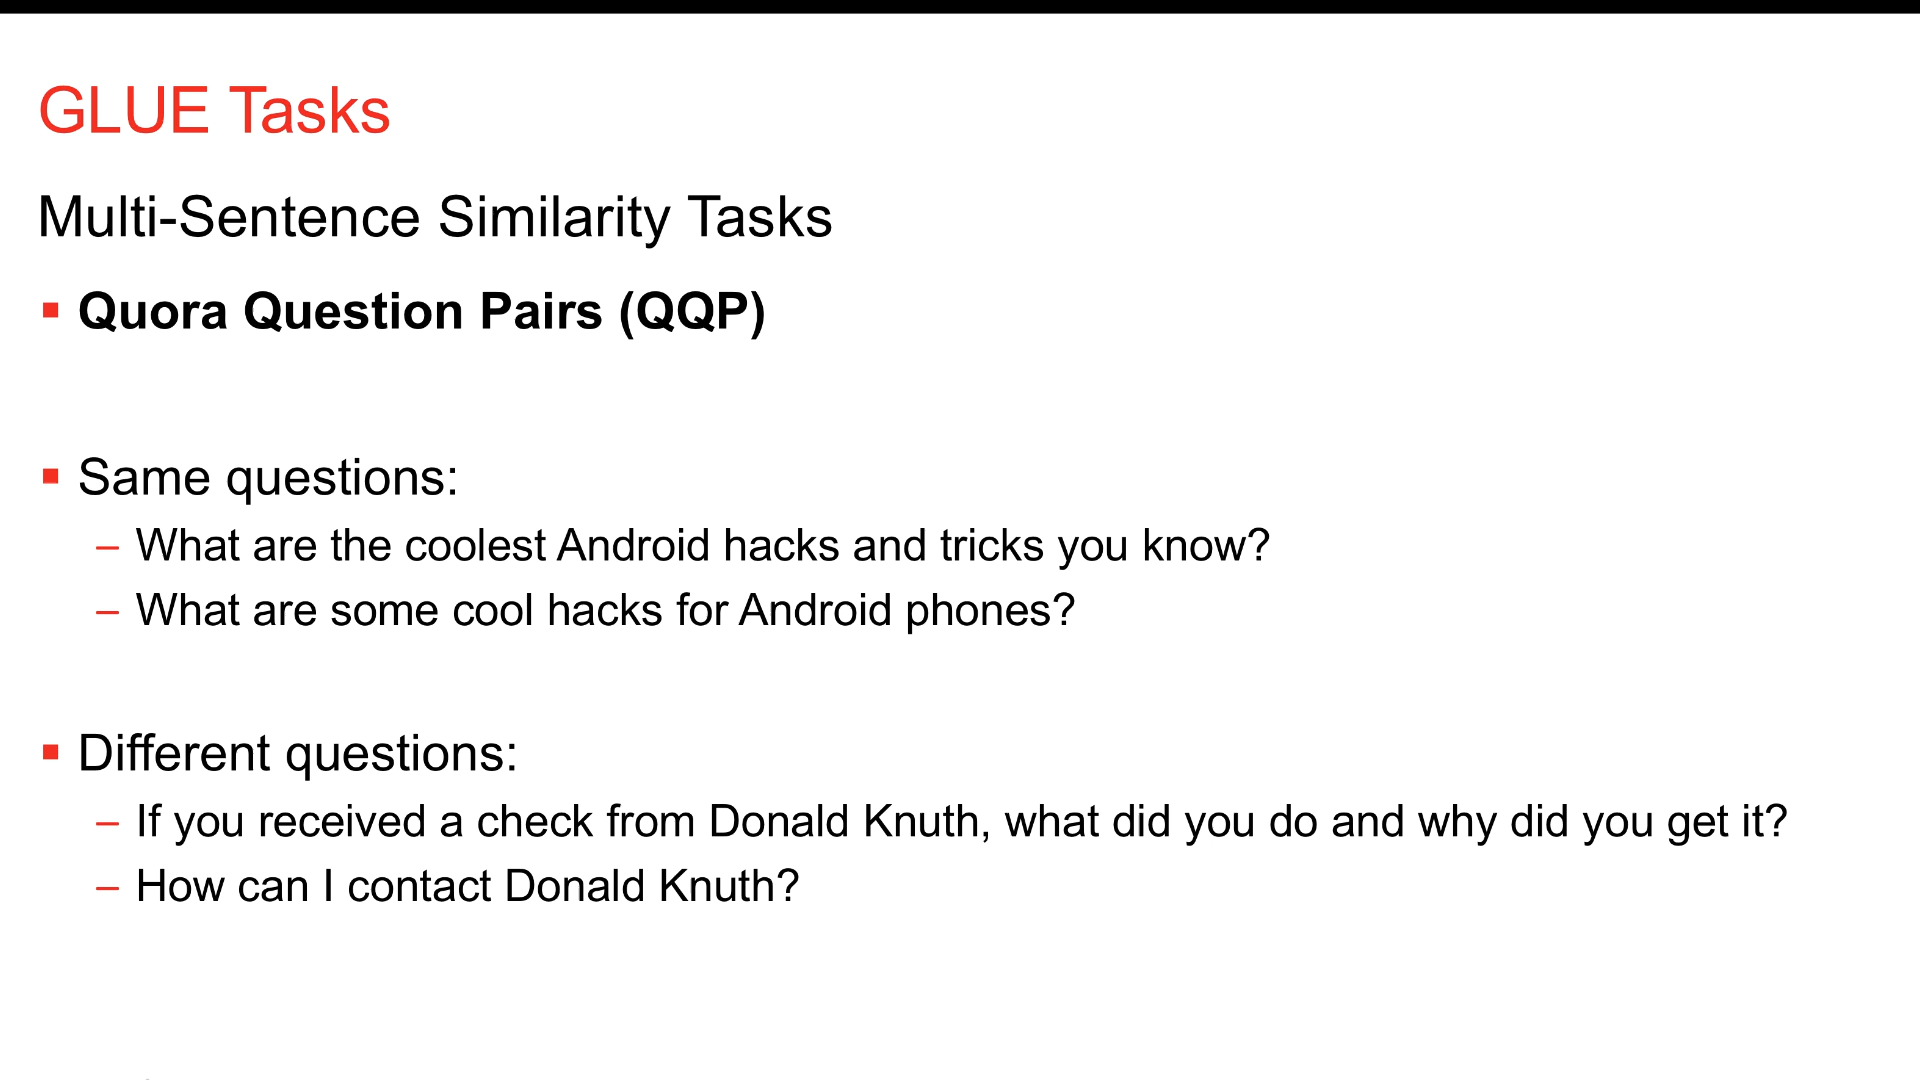 GLUE Tasks
Multi-Sentence Similarity Tasks
▪ Quora Question Pairs (QQP)
▪ Same questions:
– What are the coolest Android hacks and tricks you know?
– What are some cool hacks for Android phones?
▪ Different questions:
– If you received a check from Donald Knuth, what did you do and why did you get it?
– How can I contact Donald Knuth?